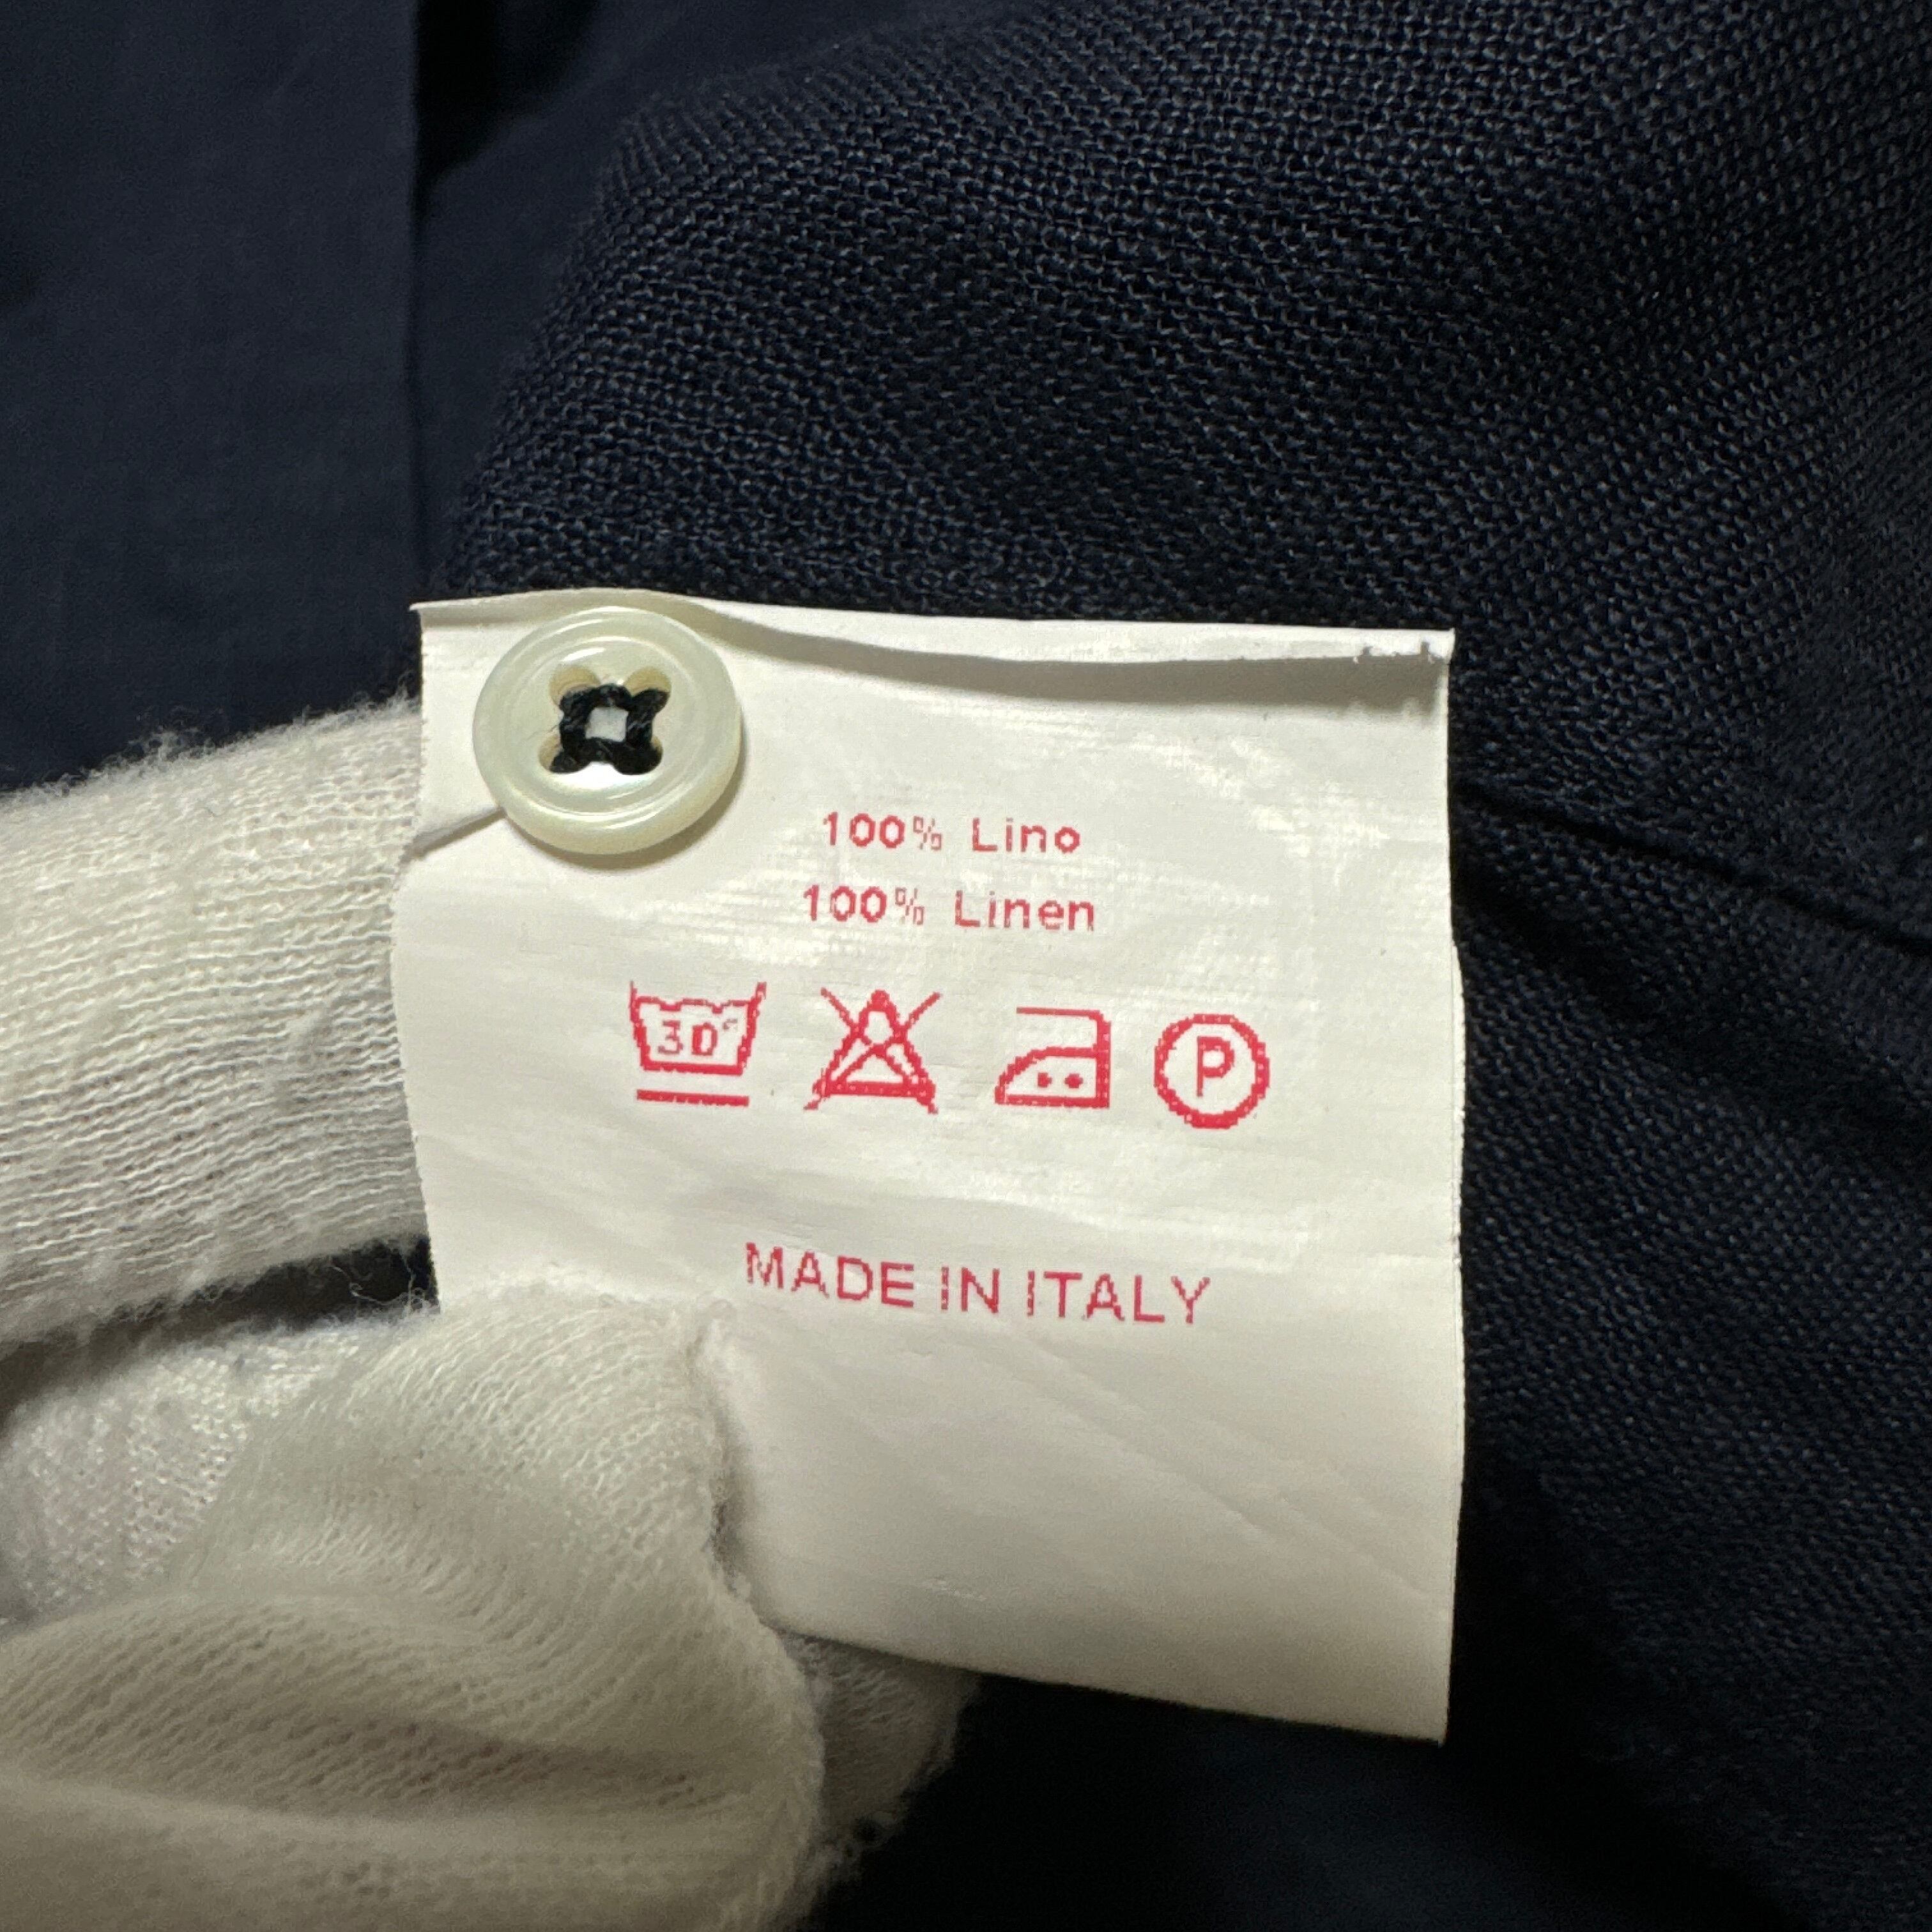 100% Lino
100% Linen
30°
P
MADE IN ITALY